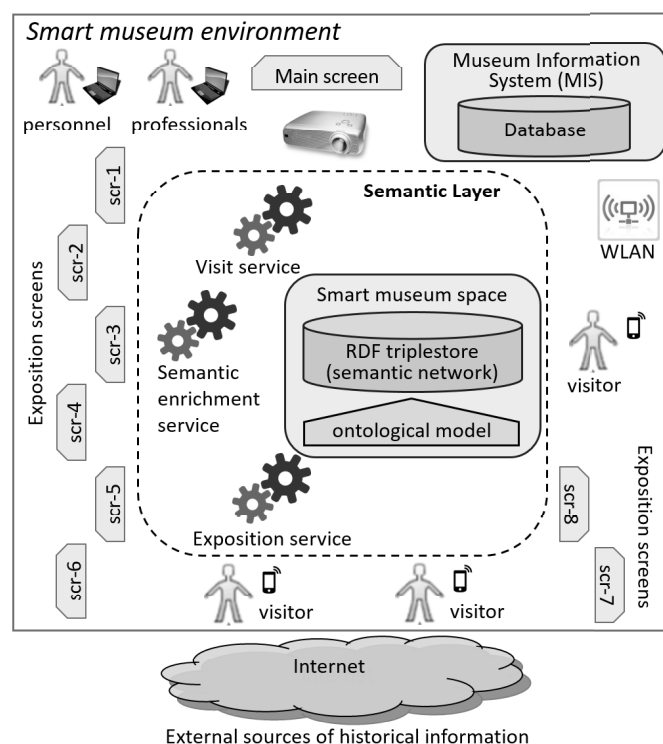 Smart museum environment
personnel
professionals
Main screen
Museum Information
System (MIS)
Database
scr-1
scr-2
scr-3
scr-4
scr-5
scr-6
Exposition screens
Semantic Layer
Visit service
Semantic
enrichment
service
Exposition service
Smart museum space
RDF triplestore
(semantic network)
ontological model
WLAN
visitor
scr-8
scr-7
Exposition screens
visitor
visitor
Internet
External sources of historical information